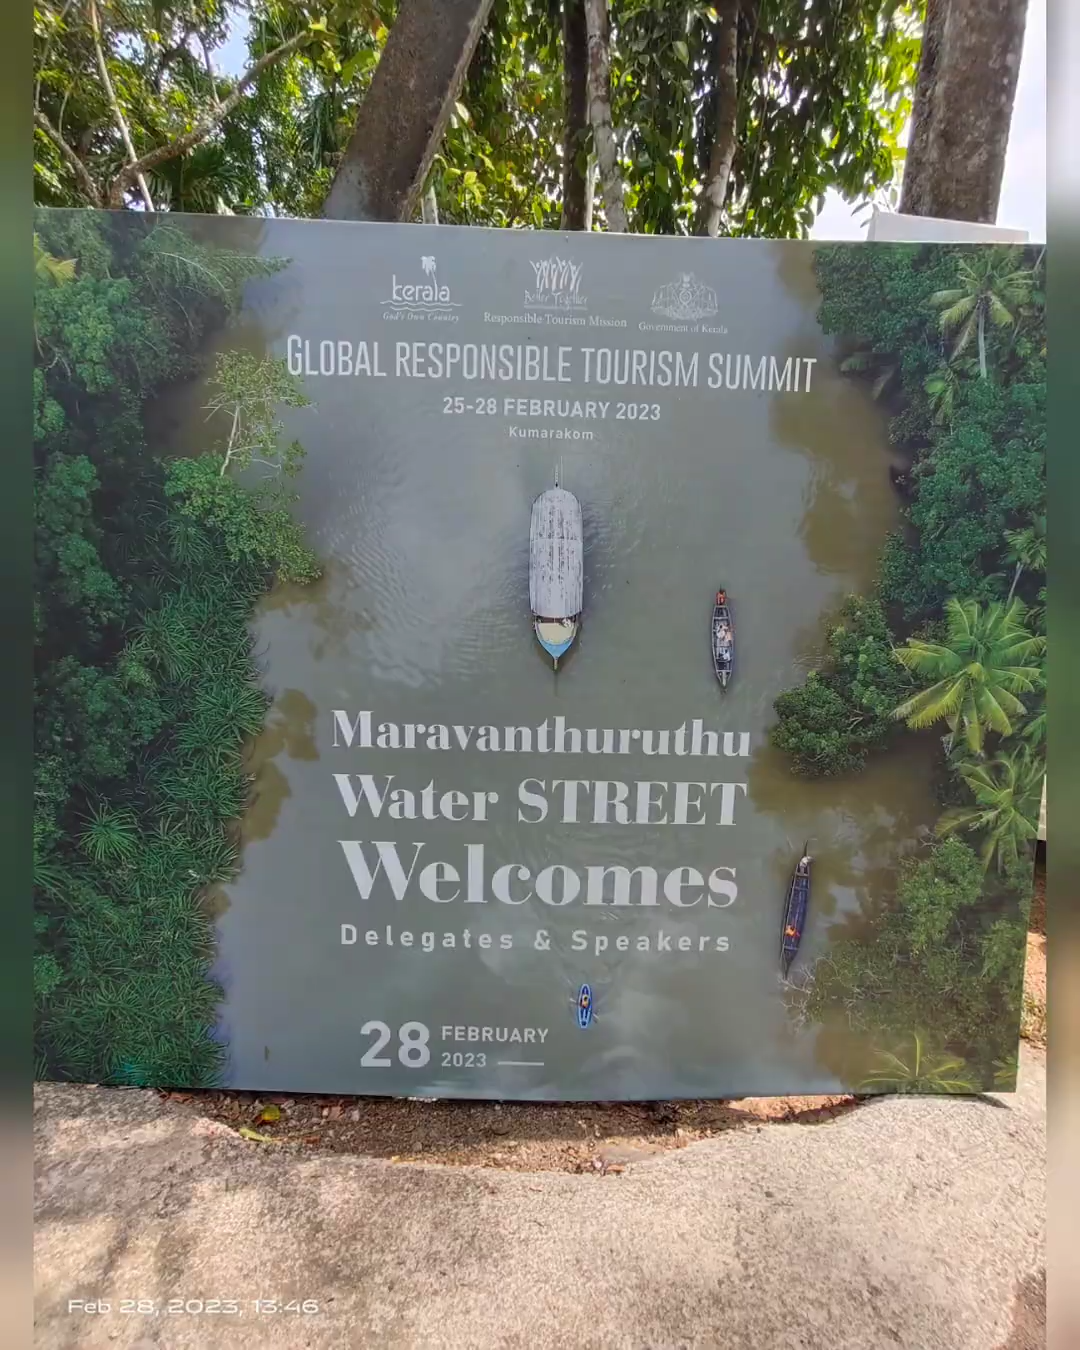 kerala
God's Own Country
Better Together
Responsible Tourism Mission
Government of Kerala
GLOBAL RESPONSIBLE TOURISM SUMMIT
25-28 FEBRUARY 2023
Kumarakom
Maravanthuruthu
Water STREET
Welcomes
Delegates & Speakers
28 FEBRUARY
2023
Feb 28, 2023, 13:46